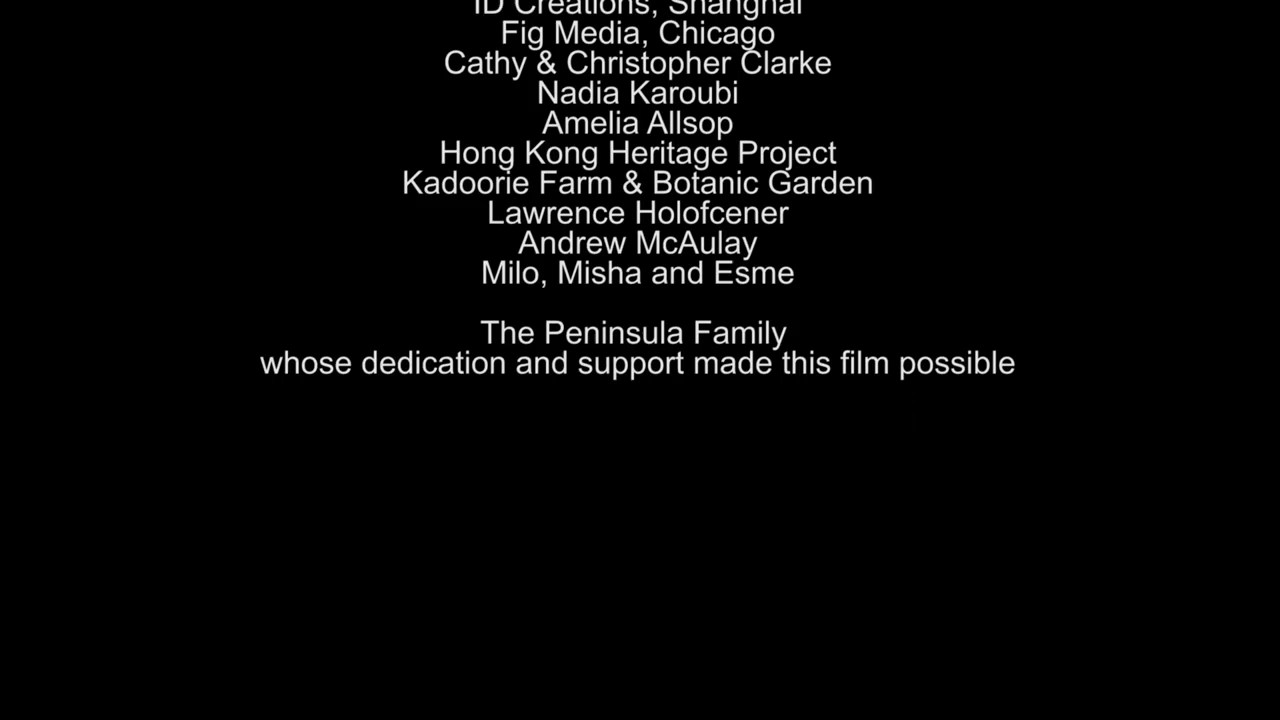 ID Creations, Shanghai
Fig Media, Chicago
Cathy & Christopher Clarke
Nadia Karoubi
Amelia Allsop
Hong Kong Heritage Project
Kadoorie Farm & Botanic Garden
Lawrence Holofcener
Andrew McAulay
Milo, Misha and Esme
The Peninsula Family
whose dedication and support made this film possible